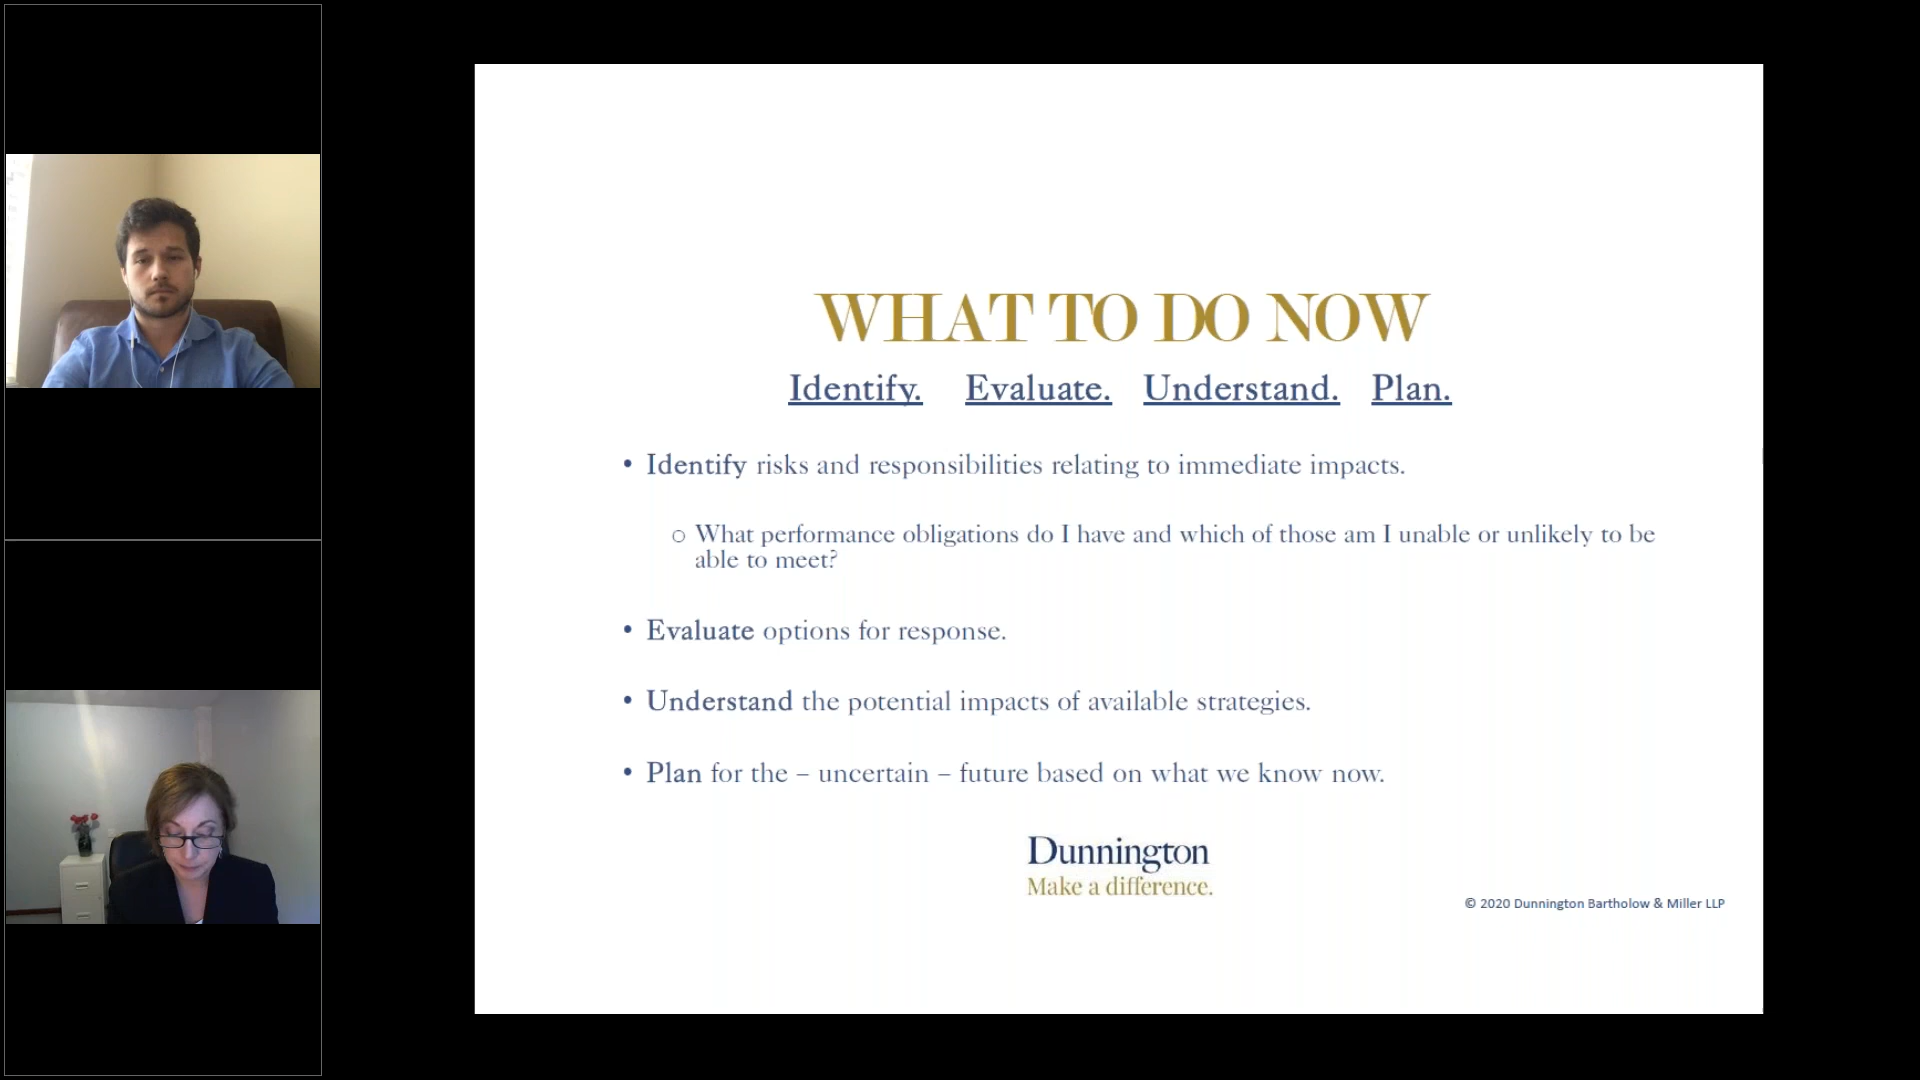 WHAT TO DO NOW
Identify. Evaluate. Understand. Plan.
• Identify risks and responsibilities relating to immediate impacts.
○ What performance obligations do I have and which of those am I unable or unlikely to be
able to meet?
• Evaluate options for response.
• Understand the potential impacts of available strategies.
• Plan for the – uncertain – future based on what we know now.
Dunnington
Make a difference.
© 2020 Dunnington Bartholow & Miller LLP